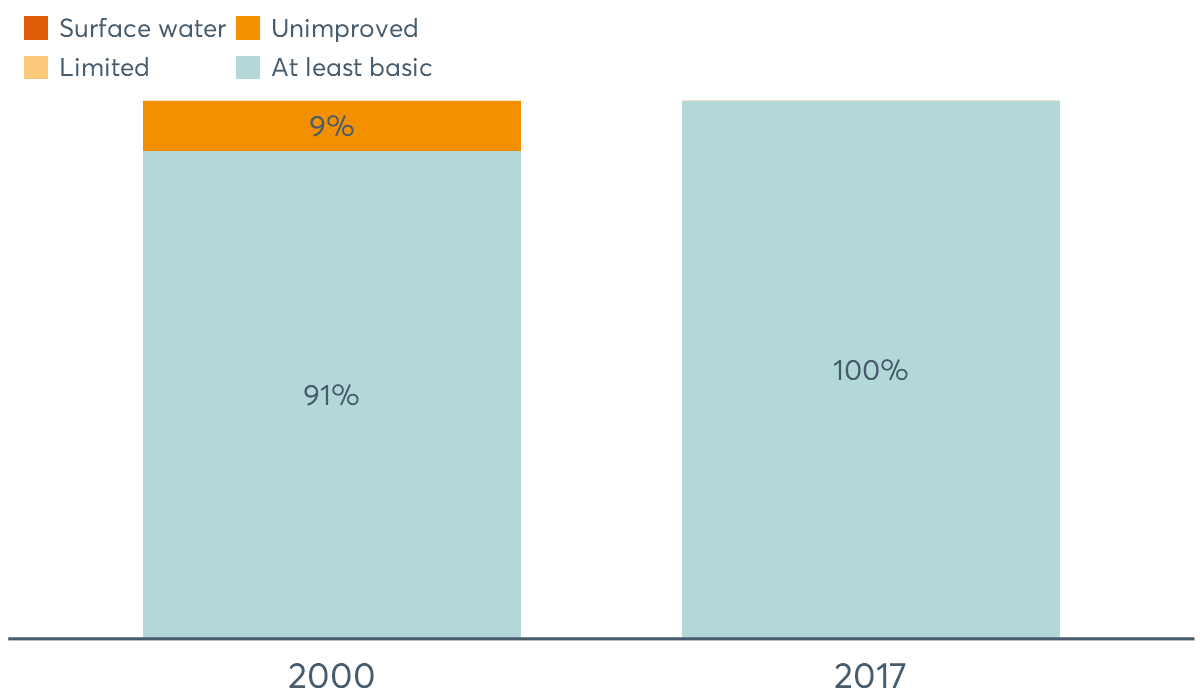 Surface water Unimproved
Limited At least basic
9%
91%
100%
2000 2017